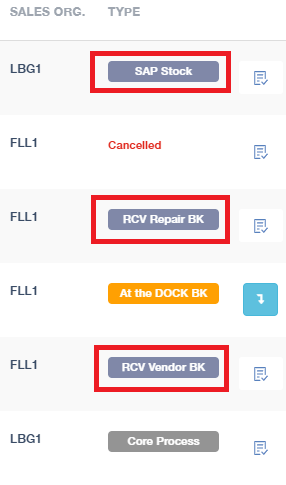 SALES ORG. TYPE
LBG1 SAP Stock
FLL1 Cancelled
FLL1 RCV Repair BK
FLL1 At the DOCK BK
FLL1 RCV Vendor BK
LBG1 Core Process